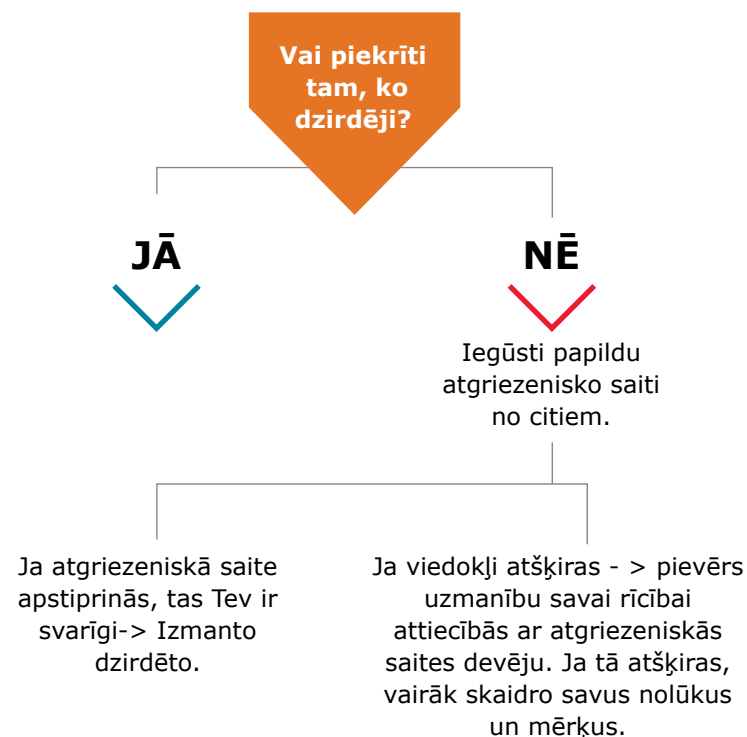 Vai piekrīti
tam, ko
dzirdēji?
JĀ
NĒ
Iegūsti papildu
atgriezenisko saiti
no citiem.
Ja atgriezeniskā saite
apstiprinās, tas Tev ir
svarīgi-> Izmanto
dzirdēto.
Ja viedokļi atšķiras - > pievērs
uzmanību savai rīcībai
attiecībās ar atgriezeniskās
saites devēju. Ja tā atšķiras,
vairāk skaidro savus nolūkus
un mērķus.